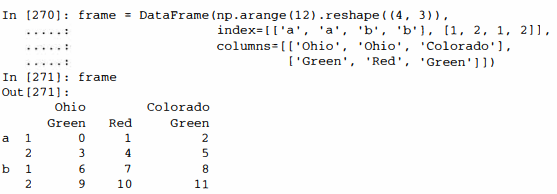 In [270]: frame = DataFrame(np.arange(12).reshape((4, 3)),
   .....:                   index=[['a', 'a', 'b', 'b'], [1, 2, 1, 2]],
   .....:                   columns=[['Ohio', 'Ohio', 'Colorado'],
   .....:                            ['Green', 'Red', 'Green']])
In [271]: frame
Out[271]:
      Ohio       Colorado
     Green  Red     Green
a 1      0    1         2
  2      3    4         5
b 1      6    7         8
  2      9   10        11